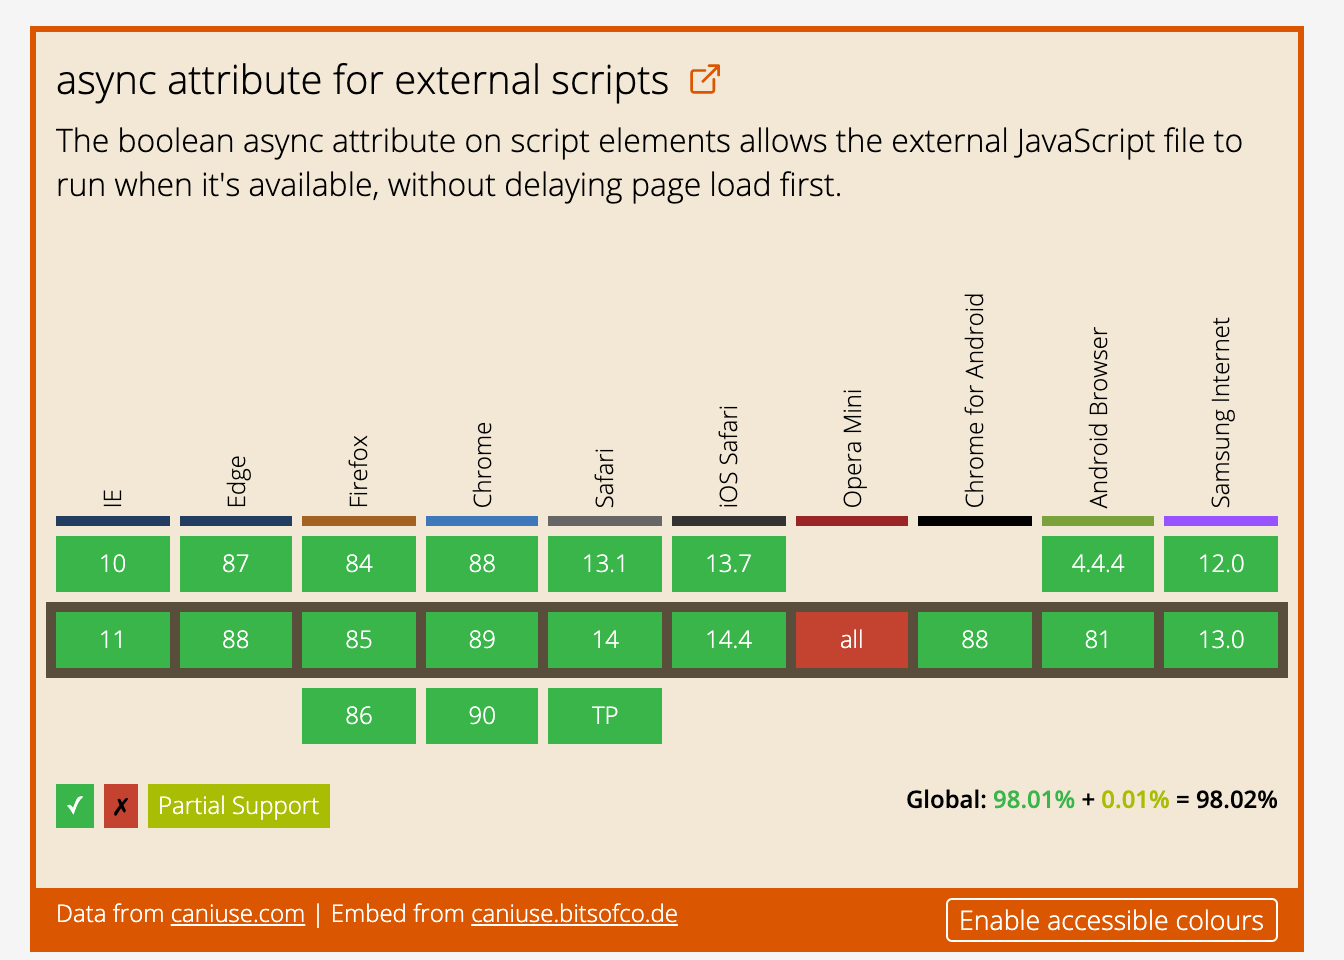 async attribute for external scripts
The boolean async attribute on script elements allows the external JavaScript file to
run when it's available, without delaying page load first.
IE
Edge
Firefox
Chrome
Safari
iOS Safari
Opera Mini
Chrome for Android
Android Browser
Samsung Internet
10 87 84 88 13.1 13.7 4.4.4 12.0
11 88 85 89 14 14.4 all 88 81 13.0
86 90 TP
✓ ✗ Partial Support
Global: 98.01% + 0.01% = 98.02%
Data from caniuse.com | Embed from caniuse.bitsofco.de
Enable accessible colours